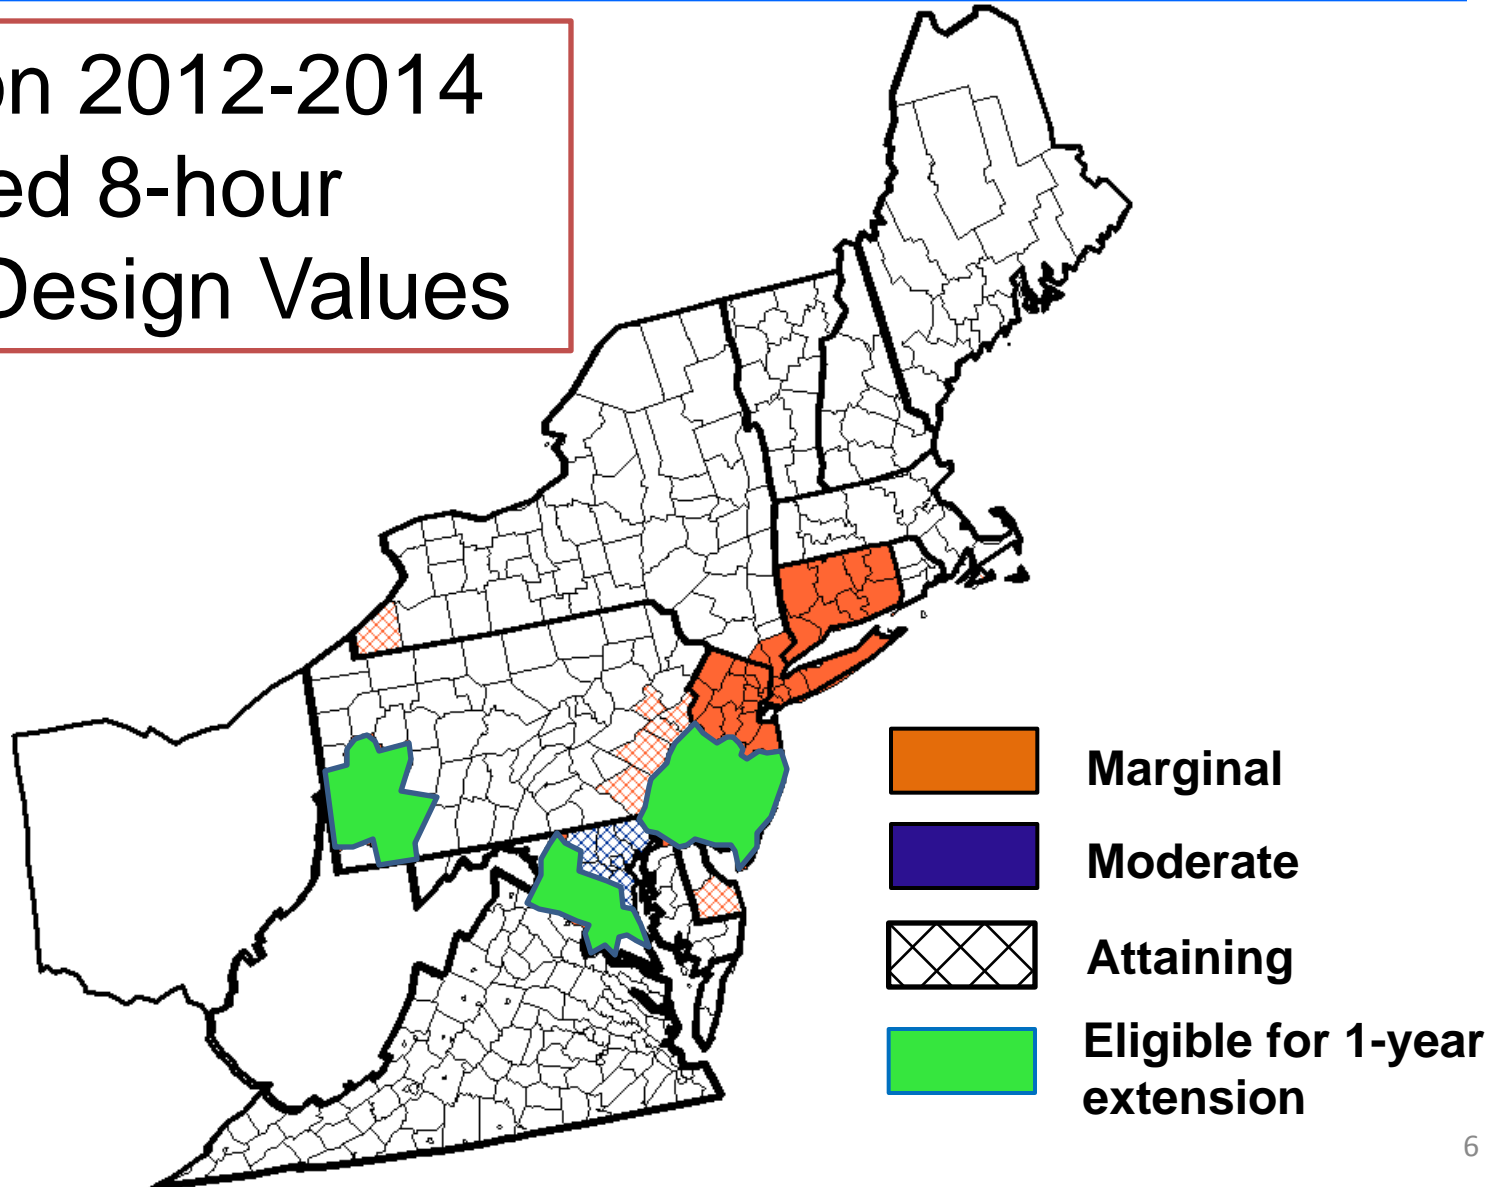 on 2012-2014
ed 8-hour
Design Values
Marginal
Moderate
Attaining
Eligible for 1-year
extension
6